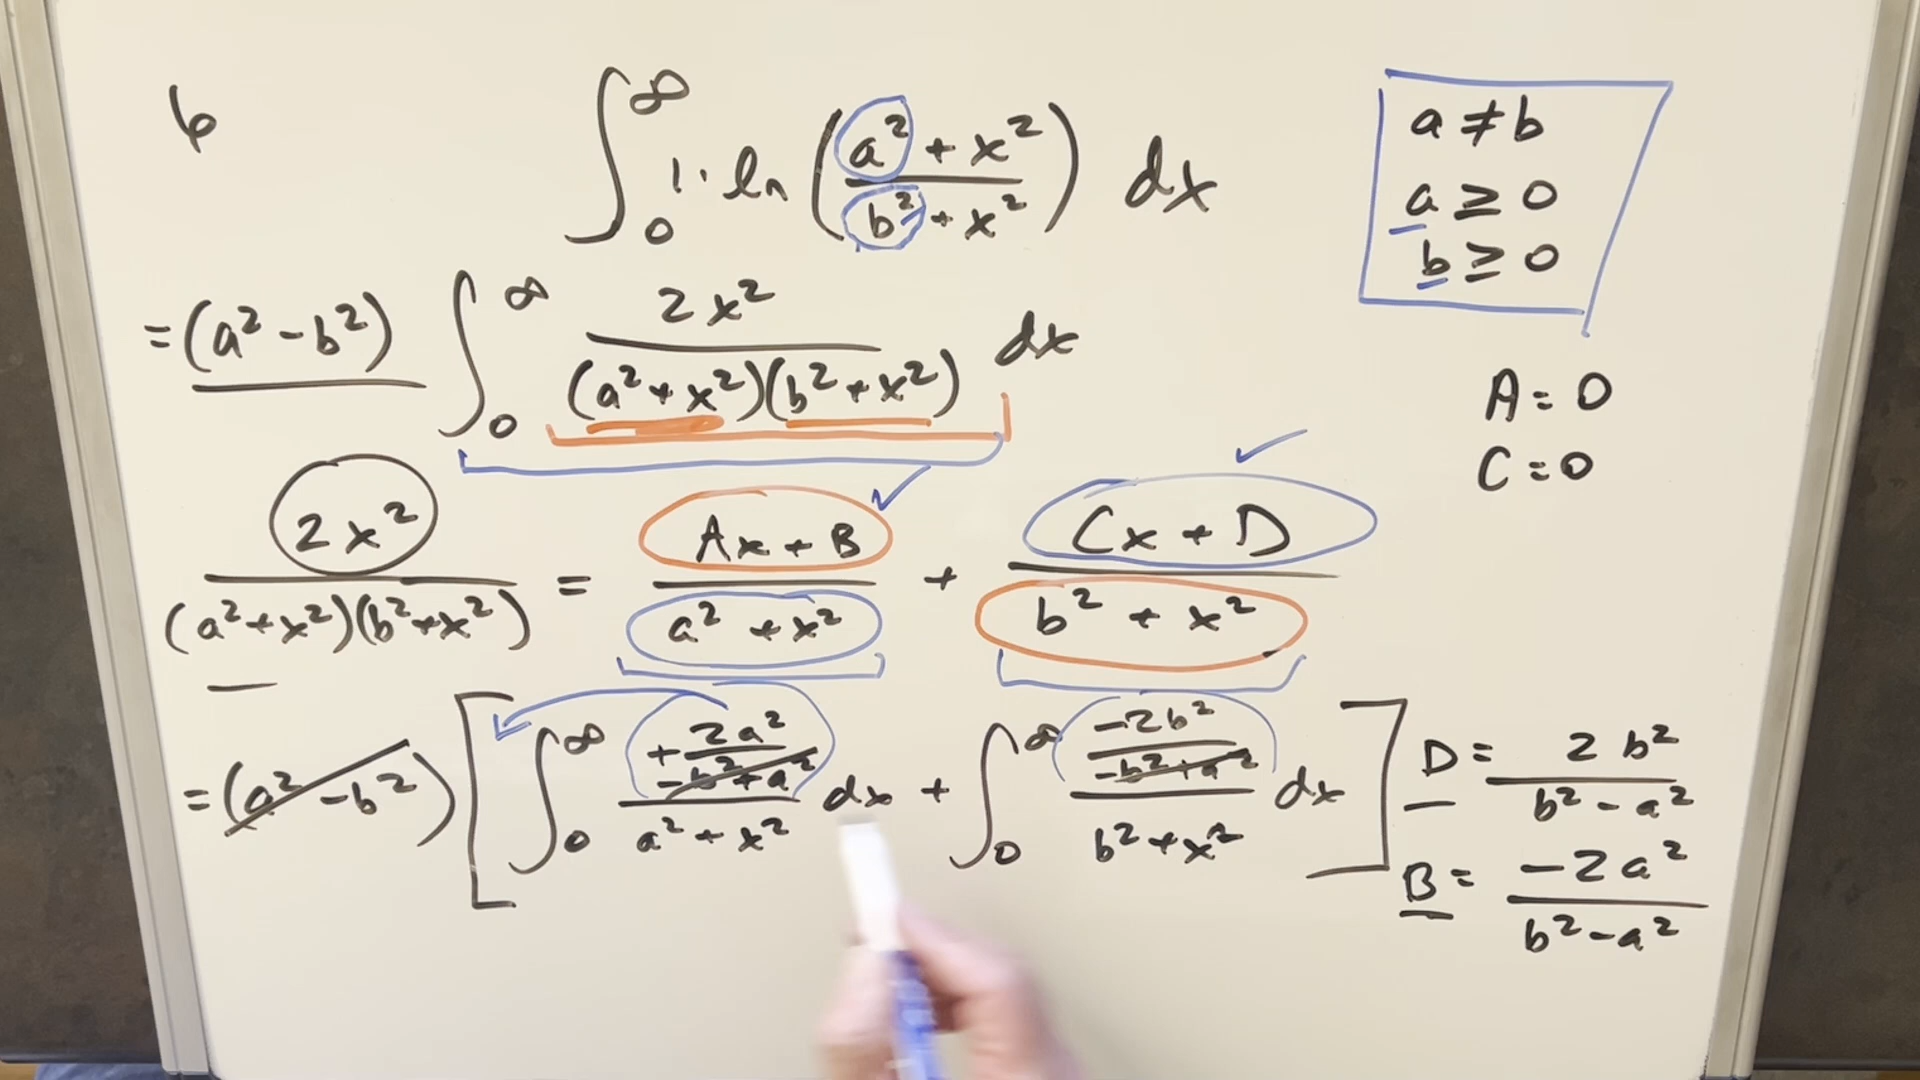 6
∫₀^∞ 1· ln ( (a² + x²) / (b² + x²) ) dx
a ≠ b
a ≥ 0
b ≥ 0
= (a² - b²) ∫₀^∞ 2x² / ((a² + x²)(b² + x²)) dx
A = 0
C = 0
2x² / ((a² + x²)(b² + x²)) = (Ax + B) / (a² + x²) + (Cx + D) / (b² + x²)
= (a² - b²) [ ∫₀^∞ (+ 2a² / (-b² + a²)) / (a² + x²) dx + ∫₀^∞ (-2b² / (-b² + a²)) / (b² + x²) dx ]
D = 2b² / (b² - a²)
B = -2a² / (b² - a²)